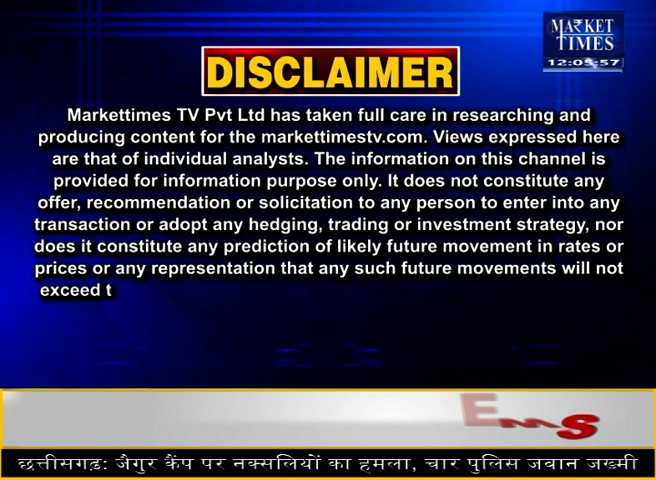 MARKET
TIMES
12:05:57
DISCLAIMER
Markettimes TV Pvt Ltd has taken full care in researching and
producing content for the markettimestv.com. Views expressed here
are that of individual analysts. The information on this channel is
provided for information purpose only. It does not constitute any
offer, recommendation or solicitation to any person to enter into any
transaction or adopt any hedging, trading or investment strategy, nor
does it constitute any prediction of likely future movement in rates or
prices or any representation that any such future movements will not
exceed t
EMS
छत्तीसगढ़: जैगुर कैंप पर नक्सलियों का हमला, चार पुलिस जवान जख्मी